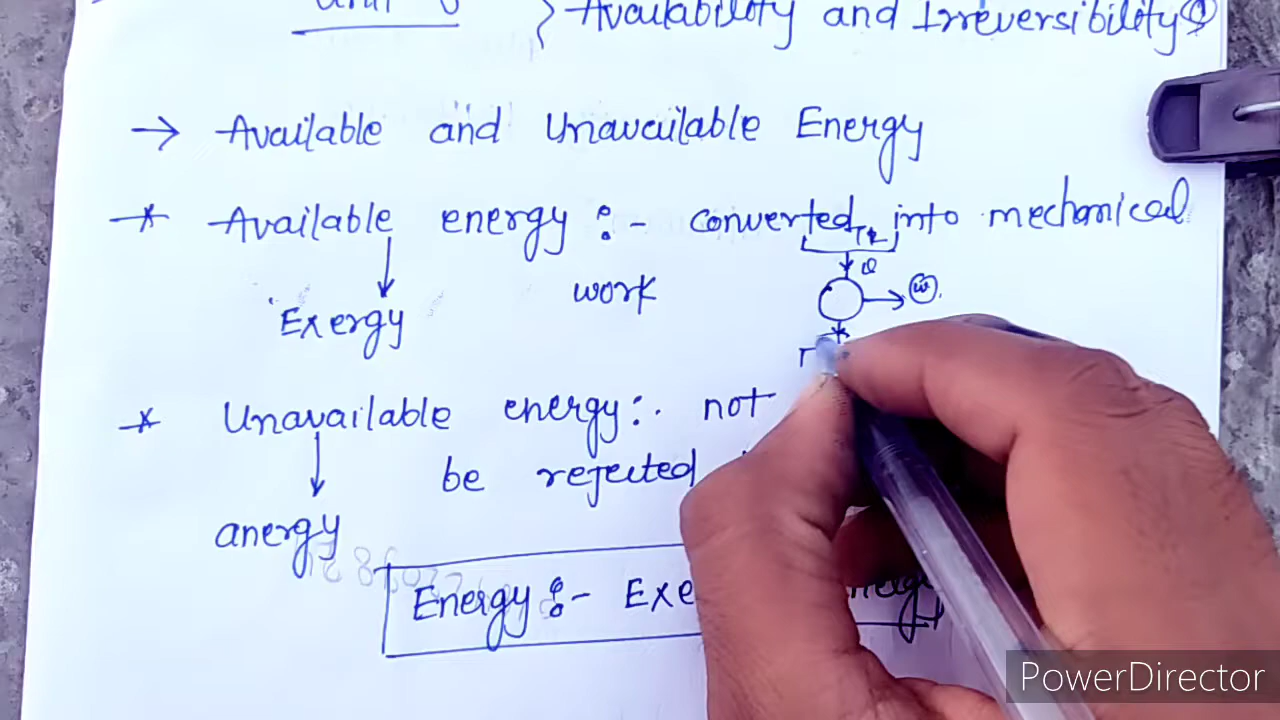 Availability and Irreversibility
→ Available and Unavailable Energy
* Available energy :- converted into mechanical
work
Exergy
Q
W
* Unavailable energy :. not
be rejected
anergy
Energy :- Exe
PowerDirector